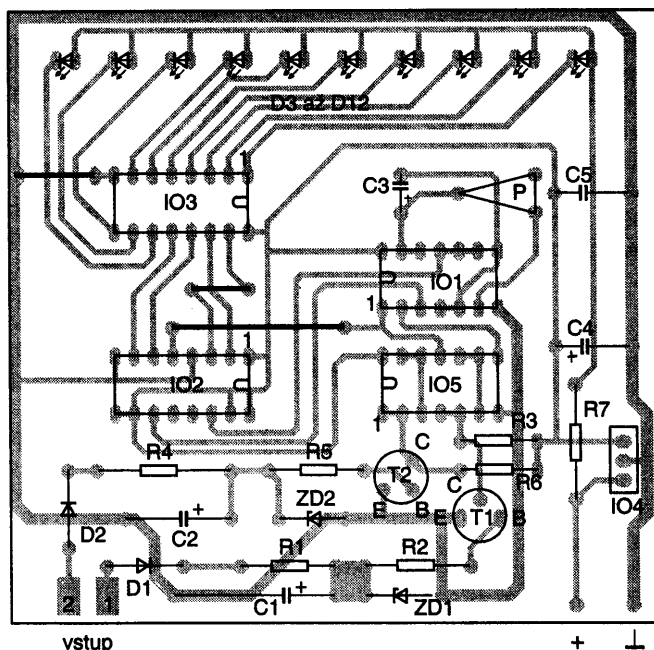 D3 až D12
1
IO3
C3
+
P
C5
IO1
1
1
C4
+
IO2
IO5
1
R7
R3
R4
R5
C
T2
C
R6
IO4
D2
C2
+
ZD2
E
B
E
T1
B
D1
R1
R2
2
1
C1
+
ZD1
vstup
+
⊥